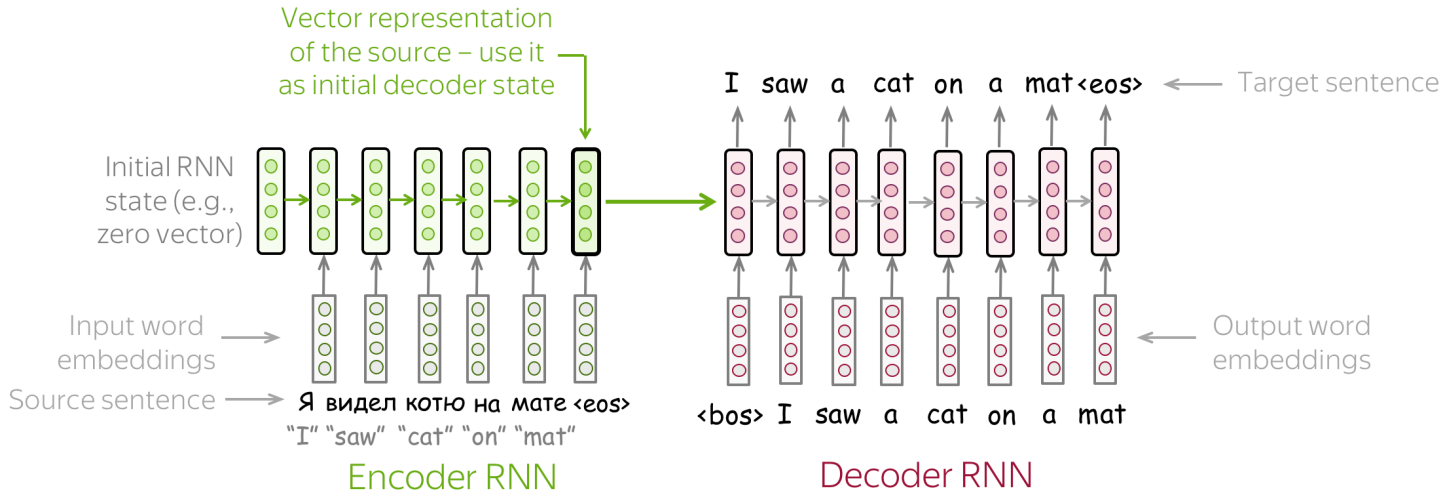 Vector representation
of the source – use it
as initial decoder state
I saw a cat on a mat <eos>
Target sentence
Initial RNN
state (e.g.,
zero vector)
Input word
embeddings
Output word
embeddings
Source sentence
Я видел котю на мате <eos>
"I" "saw" "cat" "on" "mat"
<bos> I saw a cat on a mat
Encoder RNN
Decoder RNN